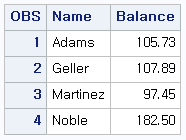 OBS Name Balance
1 Adams 105.73
2 Geller 107.89
3 Martinez 97.45
4 Noble 182.50